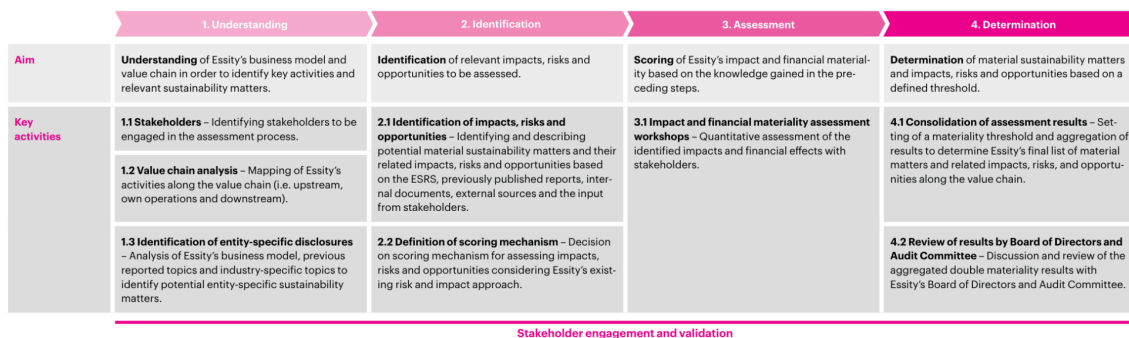 1. Understanding
2. Identification
3. Assessment
4. Determination
Aim
Understanding of Essity's business model and
value chain in order to identify key activities and
relevant sustainability matters.
Identification of relevant impacts, risks and
opportunities to be assessed.
Scoring of Essity's impact and financial material-
ity based on the knowledge gained in the pre-
ceding steps.
Determination of material sustainability matters
and impacts, risks and opportunities based on a
defined threshold.
Key
activities
1.1 Stakeholders – Identifying stakeholders to be
engaged in the assessment process.
1.2 Value chain analysis – Mapping of Essity's
activities along the value chain (i.e. upstream,
own operations and downstream).
1.3 Identification of entity-specific disclosures
– Analysis of Essity's business model, previous
reported topics and industry-specific topics to
identify potential entity-specific sustainability
matters.
2.1 Identification of impacts, risks and
opportunities – Identifying and describing
potential material sustainability matters and their
related impacts, risks and opportunities based
on the ESRS, previously published reports, inter-
nal documents, external sources and the input
from stakeholders.
2.2 Definition of scoring mechanism – Decision
on scoring mechanism for assessing impacts,
risks and opportunities considering Essity's exist-
ing risk and impact approach.
3.1 Impact and financial materiality assessment
workshops – Quantitative assessment of the
identified impacts and financial effects with
stakeholders.
4.1 Consolidation of assessment results – Set-
ting of a materiality threshold and aggregation of
results to determine Essity's final list of material
matters and related impacts, risks, and opportu-
nities along the value chain.
4.2 Review of results by Board of Directors and
Audit Committee – Discussion and review of the
aggregated double materiality results with
Essity's Board of Directors and Audit Committee.
Stakeholder engagement and validation